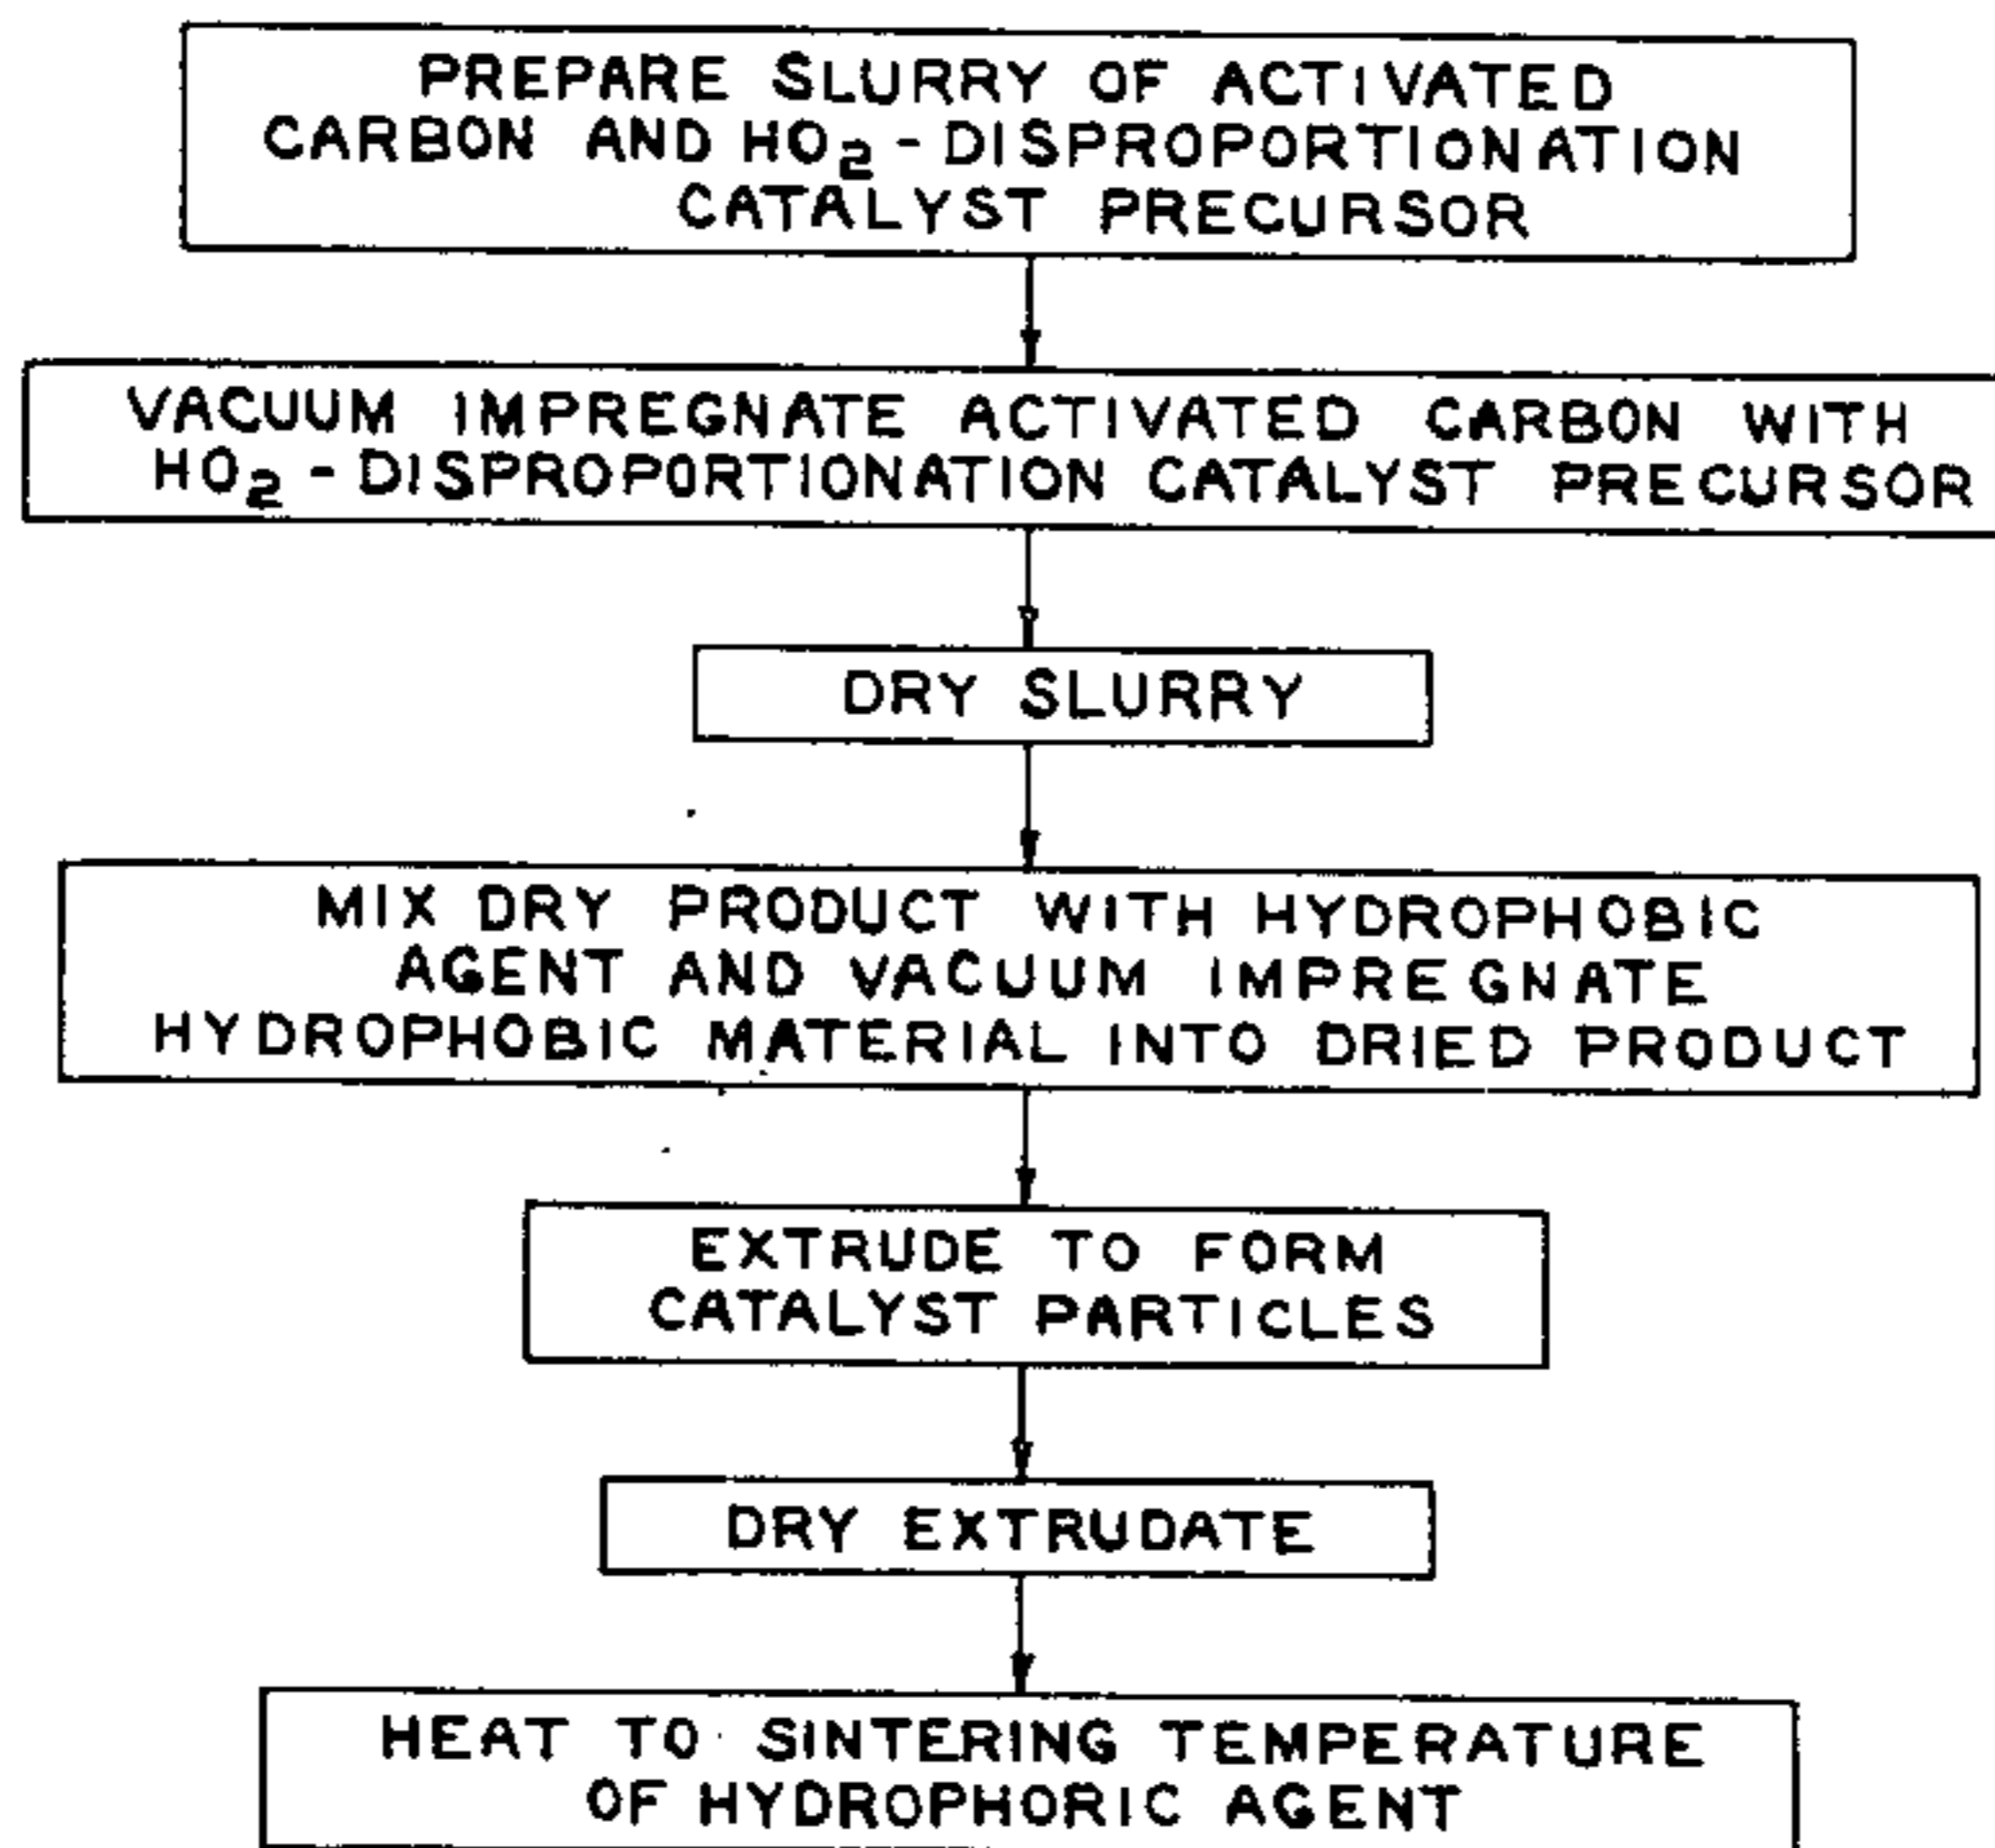 PREPARE SLURRY OF ACTIVATED
CARBON AND HO₂-DISPROPORTIONATION
CATALYST PRECURSOR
VACUUM IMPREGNATE ACTIVATED CARBON WITH
HO₂-DISPROPORTIONATION CATALYST PRECURSOR
DRY SLURRY
MIX DRY PRODUCT WITH HYDROPHOBIC
AGENT AND VACUUM IMPREGNATE
HYDROPHOBIC MATERIAL INTO DRIED PRODUCT
EXTRUDE TO FORM
CATALYST PARTICLES
DRY EXTRUDATE
HEAT TO SINTERING TEMPERATURE
OF HYDROPHORIC AGENT